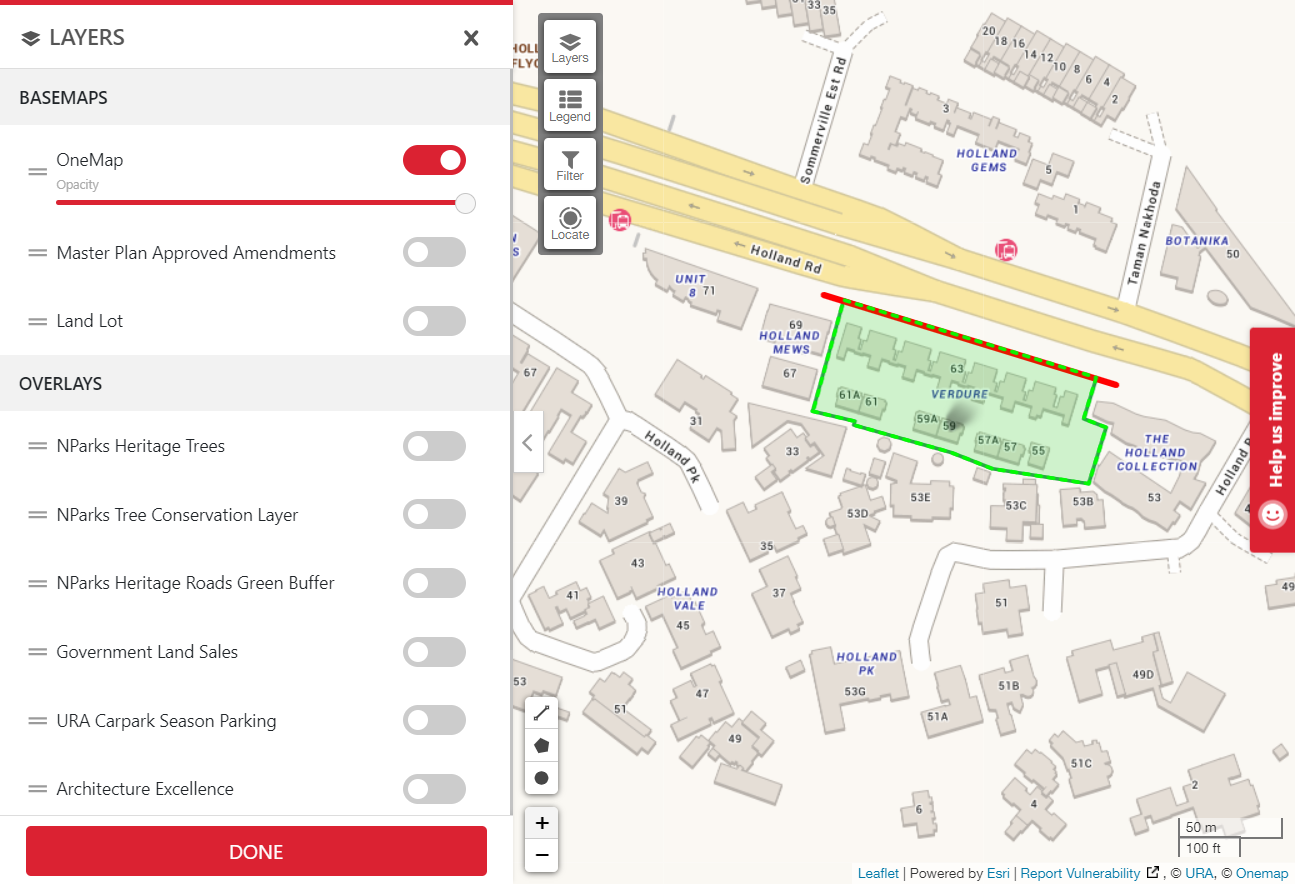 LAYERS
BASEMAPS
OneMap
Opacity
Master Plan Approved Amendments
Land Lot
OVERLAYS
NParks Heritage Trees
NParks Tree Conservation Layer
NParks Heritage Roads Green Buffer
Government Land Sales
URA Carpark Season Parking
Architecture Excellence
DONE
Layers
Legend
Filter
Locate
33 35
20
18
16
14
12
10
8
6
4
2
Sommerville Est Rd
3
HOLLAND
GEMS
5
1
Taman Nakhoda
BOTANIKA
50
Holland Rd
UNIT
8
71
69
HOLLAND
MEWS
67
63
VERDURE
61A
61
59A
59
57A
57
55
THE
HOLLAND
COLLECTION
53
67
31
33
Holland Pk
39
53E
53D
53C
53B
35
43
37
41
HOLLAND
VALE
45
51
49
HOLLAND
PK
53G
53
51
47
49
51A
51B
49D
51C
2
4
6
Help us improve
+
−
50 m
100 ft
Leaflet | Powered by Esri | Report Vulnerability , © URA, © Onemap